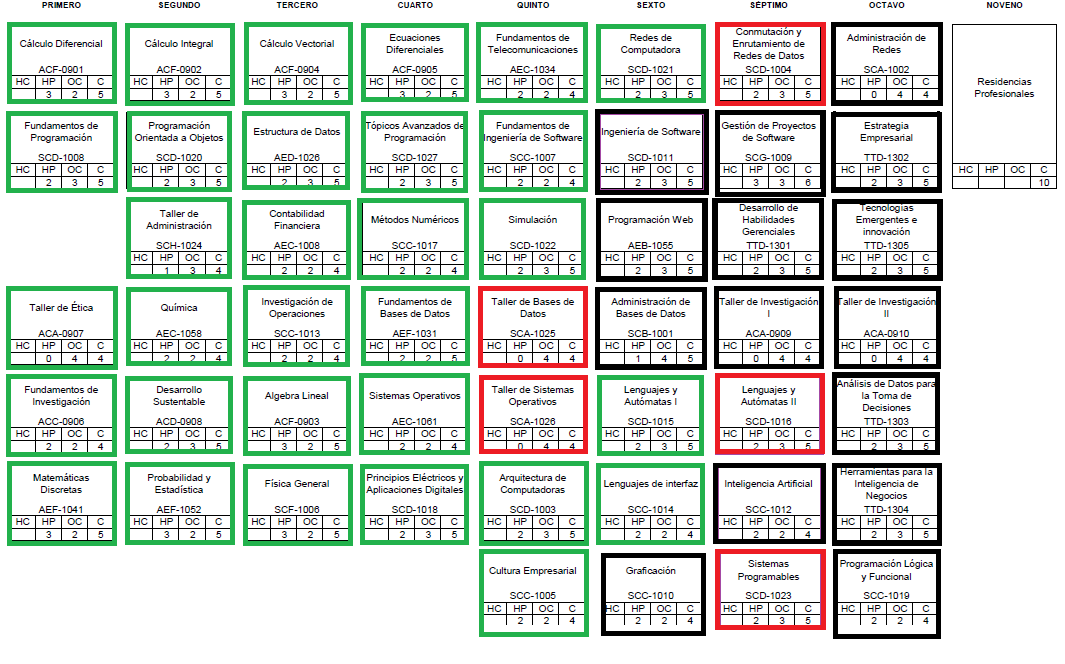 PRIMERO SEGUNDO TERCERO CUARTO QUINTO SEXTO SÉPTIMO OCTAVO NOVENO
Cálculo Diferencial
ACF-0901
HC HP OC C
3 2 5
Cálculo Integral
ACF-0902
HC HP OC C
3 2 5
Cálculo Vectorial
ACF-0904
HC HP OC C
3 2 5
Ecuaciones
Diferenciales
ACF-0905
HC HP OC C
3 2 5
Fundamentos de
Telecomunicaciones
AEC-1034
HC HP OC C
2 2 4
Redes de
Computadora
SCD-1021
HC HP OC C
2 3 5
Conmutación y
Enrutamiento de
Redes de Datos
SCD-1004
HC HP OC C
2 3 5
Administración de
Redes
SCA-1002
HC HP OC C
0 4 4
Residencias
Profesionales
HC HP OC C
10
Fundamentos de
Programación
SCD-1008
HC HP OC C
2 3 5
Programación
Orientada a Objetos
SCD-1020
HC HP OC C
2 3 5
Estructura de Datos
AED-1026
HC HP OC C
2 3 5
Tópicos Avanzados de
Programación
SCD-1027
HC HP OC C
2 3 5
Fundamentos de
Ingeniería de Software
SCC-1007
HC HP OC C
2 2 4
Ingeniería de Software
SCD-1011
HC HP OC C
2 3 5
Gestión de Proyectos
de Software
SCG-1009
HC HP OC C
3 3 6
Estrategia
Empresarial
TTD-1302
HC HP OC C
2 3 5
Taller de
Administración
SCH-1024
HC HP OC C
1 3 4
Contabilidad
Financiera
AEC-1008
HC HP OC C
2 2 4
Métodos Numéricos
SCC-1017
HC HP OC C
2 2 4
Simulación
SCD-1022
HC HP OC C
2 3 5
Programación Web
AEB-1055
HC HP OC C
2 3 5
Desarrollo de
Habilidades
Gerenciales
TTD-1301
HC HP OC C
2 3 5
Tecnologías
Emergentes e
innovación
TTD-1305
HC HP OC C
2 3 5
Taller de Ética
ACA-0907
HC HP OC C
0 4 4
Química
AEC-1058
HC HP OC C
2 2 4
Investigación de
Operaciones
SCC-1013
HC HP OC C
2 2 4
Fundamentos de
Bases de Datos
AEF-1031
HC HP OC C
2 2 5
Taller de Bases de
Datos
SCA-1025
HC HP OC C
0 4 4
Administración de
Bases de Datos
SCB-1001
HC HP OC C
1 4 5
Taller de Investigación
I
ACA-0909
HC HP OC C
0 4 4
Taller de Investigación
II
ACA-0910
HC HP OC C
0 4 4
Fundamentos de
Investigación
ACC-0906
HC HP OC C
2 2 4
Desarrollo
Sustentable
ACD-0908
HC HP OC C
2 3 5
Algebra Lineal
ACF-0903
HC HP OC C
3 2 5
Sistemas Operativos
AEC-1061
HC HP OC C
2 2 4
Taller de Sistemas
Operativos
SCA-1026
HC HP OC C
0 4 4
Lenguajes y
Autómatas I
SCD-1015
HC HP OC C
2 3 5
Lenguajes y
Autómatas II
SCD-1016
HC HP OC C
2 3 5
Análisis de Datos para
la Toma de
Decisiones
TTD-1303
HC HP OC C
2 3 5
Matemáticas
Discretas
AEF-1041
HC HP OC C
3 2 5
Probabilidad y
Estadística
AEF-1052
HC HP OC C
3 2 5
Física General
SCF-1006
HC HP OC C
3 2 5
Principios Eléctricos y
Aplicaciones Digitales
SCD-1018
HC HP OC C
2 3 5
Arquitectura de
Computadoras
SCD-1003
HC HP OC C
2 3 5
Lenguajes de interfaz
SCC-1014
HC HP OC C
2 2 4
Inteligencia Artificial
SCC-1012
HC HP OC C
2 2 4
Herramientas para la
Inteligencia de
Negocios
TTD-1304
HC HP OC C
2 3 5
Cultura Empresarial
SCC-1005
HC HP OC C
2 2 4
Graficación
SCC-1010
HC HP OC C
2 2 4
Sistemas
Programables
SCD-1023
HC HP OC C
2 3 5
Programación Lógica
y Funcional
SCC-1019
HC HP OC C
2 2 4